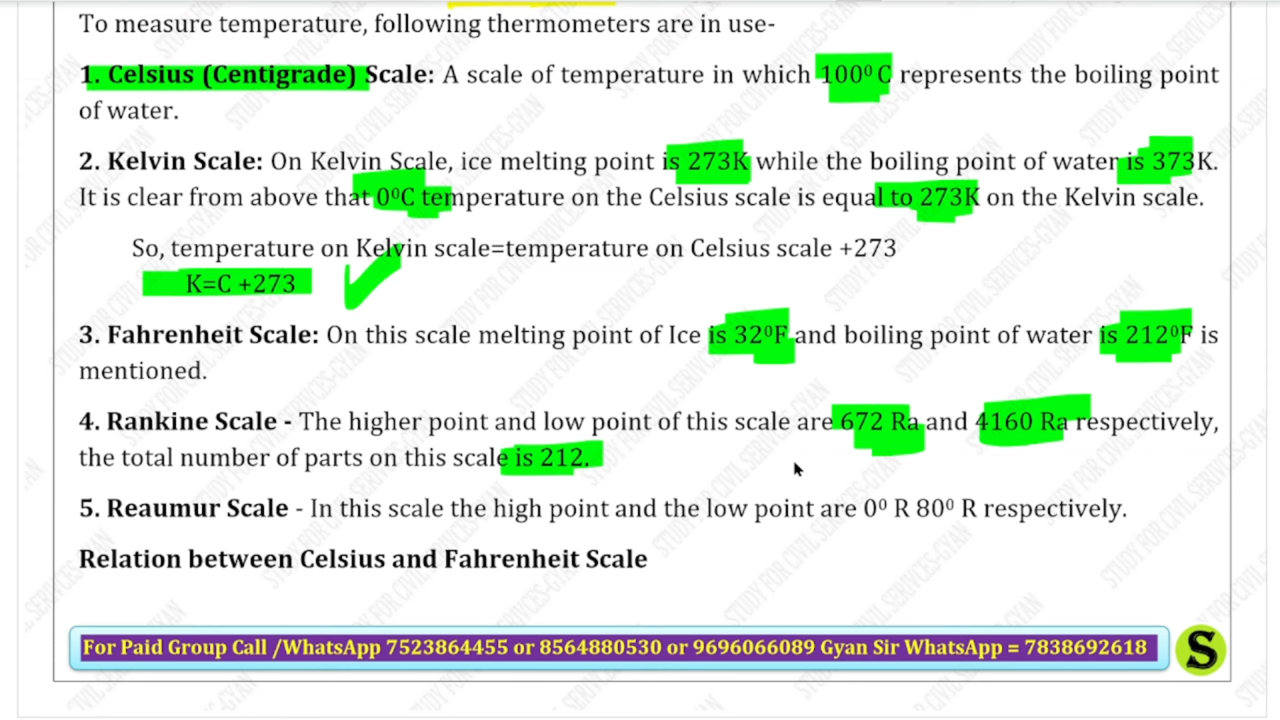 To measure temperature, following thermometers are in use-
1. Celsius (Centigrade) Scale: A scale of temperature in which 100⁰ C represents the boiling point
of water.
2. Kelvin Scale: On Kelvin Scale, ice melting point is 273K while the boiling point of water is 373K.
It is clear from above that 0⁰C temperature on the Celsius scale is equal to 273K on the Kelvin scale.
So, temperature on Kelvin scale=temperature on Celsius scale +273
K=C +273
3. Fahrenheit Scale: On this scale melting point of Ice is 32⁰F and boiling point of water is 212⁰F is
mentioned.
4. Rankine Scale - The higher point and low point of this scale are 672 Ra and 4160 Ra respectively,
the total number of parts on this scale is 212.
5. Reaumur Scale - In this scale the high point and the low point are 0⁰ R 80⁰ R respectively.
Relation between Celsius and Fahrenheit Scale
For Paid Group Call /WhatsApp 7523864455 or 8564880530 or 9696066089 Gyan Sir WhatsApp = 7838692618
S
STUDY FOR CIVIL SERIVCES-GYAN